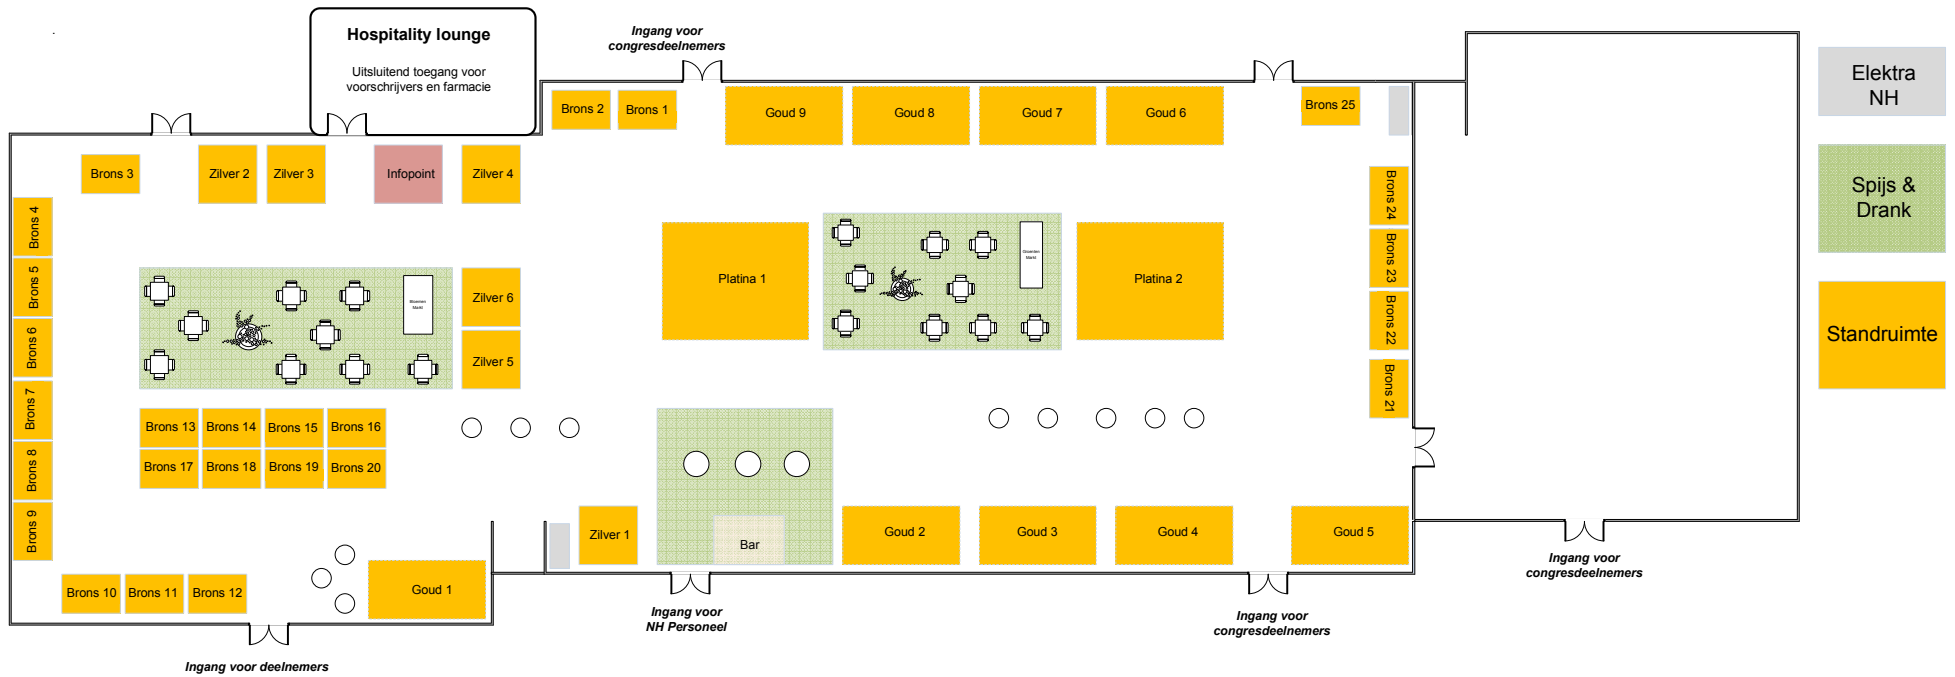 Hospitality lounge
Uitsluitend toegang voor
voorschrijvers en farmacie
Ingang voor
congresdeelnemers
Elektra
NH
Spijs &
Drank
Standruimte
Brons 2
Brons 1
Goud 9
Goud 8
Goud 7
Goud 6
Brons 25
Brons 3
Zilver 2
Zilver 3
Infopoint
Zilver 4
Brons 4
Brons 5
Brons 6
Brons 7
Brons 8
Brons 9
Brons 24
Brons 23
Brons 22
Brons 21
Platina 1
Platina 2
Zilver 6
Zilver 5
Markt
Markt
Brons 13
Brons 14
Brons 15
Brons 16
Brons 17
Brons 18
Brons 19
Brons 20
Zilver 1
Bar
Goud 2
Goud 3
Goud 4
Goud 5
Brons 10
Brons 11
Brons 12
Goud 1
Ingang voor
congresdeelnemers
Ingang voor
NH Personeel
Ingang voor
congresdeelnemers
Ingang voor deelnemers